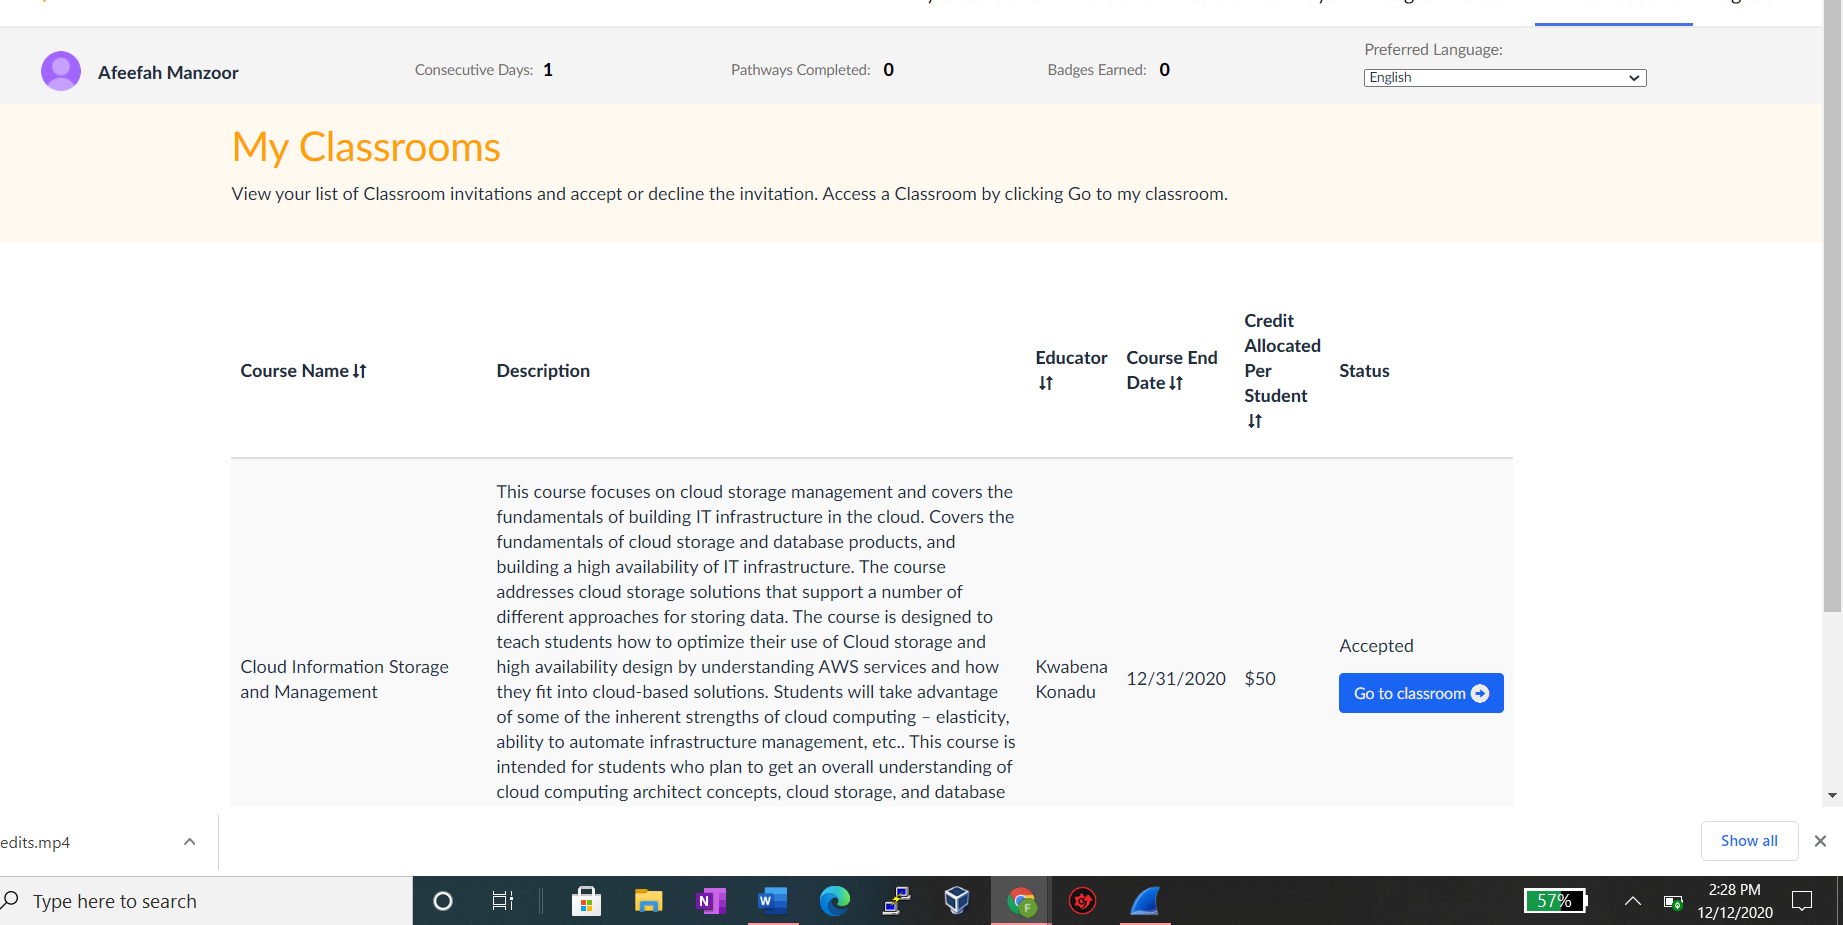 Afeefah Manzoor
Consecutive Days: 1
Pathways Completed: 0
Badges Earned: 0
Preferred Language:
English
My Classrooms
View your list of Classroom invitations and accept or decline the invitation. Access a Classroom by clicking Go to my classroom.
Course Name
Description
Educator
Course End
Date
Credit
Allocated
Per
Student
Status
Cloud Information Storage
and Management
This course focuses on cloud storage management and covers the
fundamentals of building IT infrastructure in the cloud. Covers the
fundamentals of cloud storage and database products, and
building a high availability of IT infrastructure. The course
addresses cloud storage solutions that support a number of
different approaches for storing data. The course is designed to
teach students how to optimize their use of Cloud storage and
high availability design by understanding AWS services and how
they fit into cloud-based solutions. Students will take advantage
of some of the inherent strengths of cloud computing – elasticity,
ability to automate infrastructure management, etc.. This course is
intended for students who plan to get an overall understanding of
cloud computing architect concepts, cloud storage, and database
Kwabena
Konadu
12/31/2020
$50
Accepted
Go to classroom
edits.mp4
Show all
Type here to search
N
W
F
57%
2:28 PM
12/12/2020